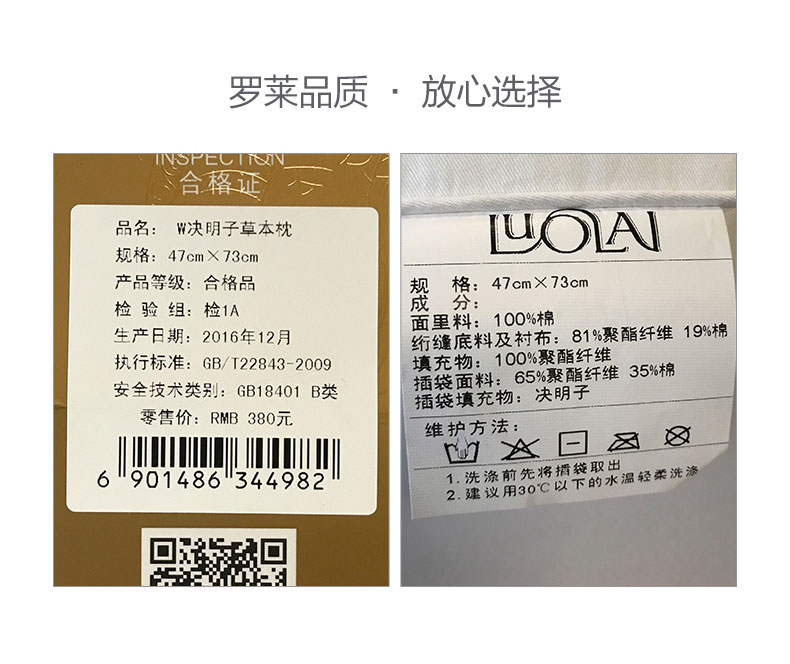 罗莱品质 · 放心选择
INSPECTION
合格证
品名: W决明子草本枕
规格: 47cm×73cm
产品等级: 合格品
检 验 组: 检1A
生产日期: 2016年12月
执行标准: GB/T22843-2009
安全技术类别: GB18401 B类
零售价: RMB 380元
6 901486 344982
LUOLAI
规 格: 47cm×73cm
成 分:
面里料: 100%棉
绗缝底料及衬布: 81%聚酯纤维 19%棉
填充物: 100%聚酯纤维
插袋面料: 65%聚酯纤维 35%棉
插袋填充物: 决明子
维护方法:
1.洗涤前先将插袋取出
2.建议用30℃以下的水温轻柔洗涤